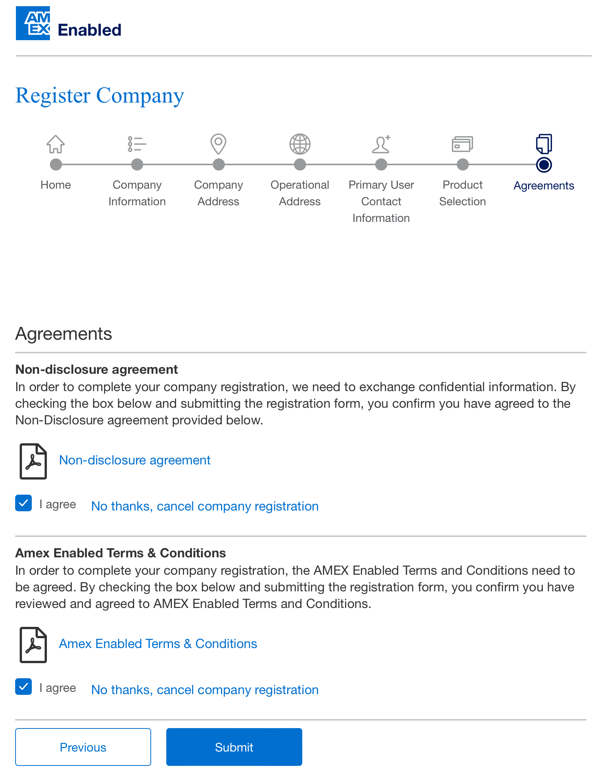 AM
EX
Enabled
Register Company
Home
Company
Information
Company
Address
Operational
Address
Primary User
Contact
Information
Product
Selection
Agreements
Agreements
Non-disclosure agreement
In order to complete your company registration, we need to exchange confidential information. By
checking the box below and submitting the registration form, you confirm you have agreed to the
Non-Disclosure agreement provided below.
Non-disclosure agreement
I agree No thanks, cancel company registration
Amex Enabled Terms & Conditions
In order to complete your company registration, the AMEX Enabled Terms and Conditions need to
be agreed. By checking the box below and submitting the registration form, you confirm you have
reviewed and agreed to AMEX Enabled Terms and Conditions.
Amex Enabled Terms & Conditions
I agree No thanks, cancel company registration
Previous Submit